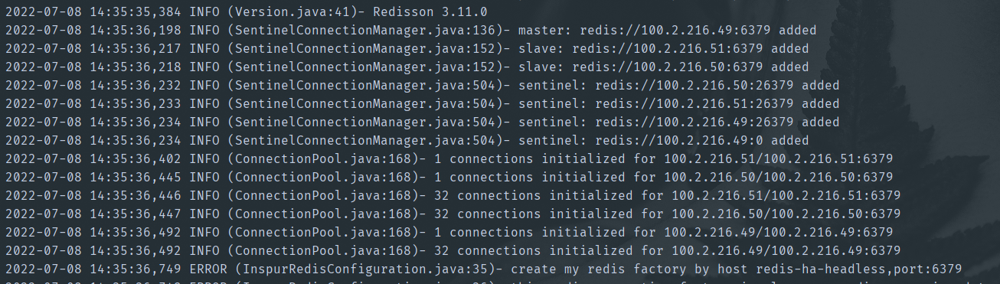 2022-07-08 14:35:35,384 INFO (Version.java:41)- Redisson 3.11.0
2022-07-08 14:35:36,198 INFO (SentinelConnectionManager.java:136)- master: redis://100.2.216.49:6379 added
2022-07-08 14:35:36,217 INFO (SentinelConnectionManager.java:152)- slave: redis://100.2.216.51:6379 added
2022-07-08 14:35:36,218 INFO (SentinelConnectionManager.java:152)- slave: redis://100.2.216.50:6379 added
2022-07-08 14:35:36,232 INFO (SentinelConnectionManager.java:504)- sentinel: redis://100.2.216.50:26379 added
2022-07-08 14:35:36,233 INFO (SentinelConnectionManager.java:504)- sentinel: redis://100.2.216.51:26379 added
2022-07-08 14:35:36,234 INFO (SentinelConnectionManager.java:504)- sentinel: redis://100.2.216.49:26379 added
2022-07-08 14:35:36,234 INFO (SentinelConnectionManager.java:504)- sentinel: redis://100.2.216.49:0 added
2022-07-08 14:35:36,402 INFO (ConnectionPool.java:168)- 1 connections initialized for 100.2.216.51/100.2.216.51:6379
2022-07-08 14:35:36,445 INFO (ConnectionPool.java:168)- 1 connections initialized for 100.2.216.50/100.2.216.50:6379
2022-07-08 14:35:36,446 INFO (ConnectionPool.java:168)- 32 connections initialized for 100.2.216.51/100.2.216.51:6379
2022-07-08 14:35:36,447 INFO (ConnectionPool.java:168)- 32 connections initialized for 100.2.216.50/100.2.216.50:6379
2022-07-08 14:35:36,492 INFO (ConnectionPool.java:168)- 1 connections initialized for 100.2.216.49/100.2.216.49:6379
2022-07-08 14:35:36,492 INFO (ConnectionPool.java:168)- 32 connections initialized for 100.2.216.49/100.2.216.49:6379
2022-07-08 14:35:36,749 ERROR (InspurRedisConfiguration.java:35)- create my redis factory by host redis-ha-headless,port:6379